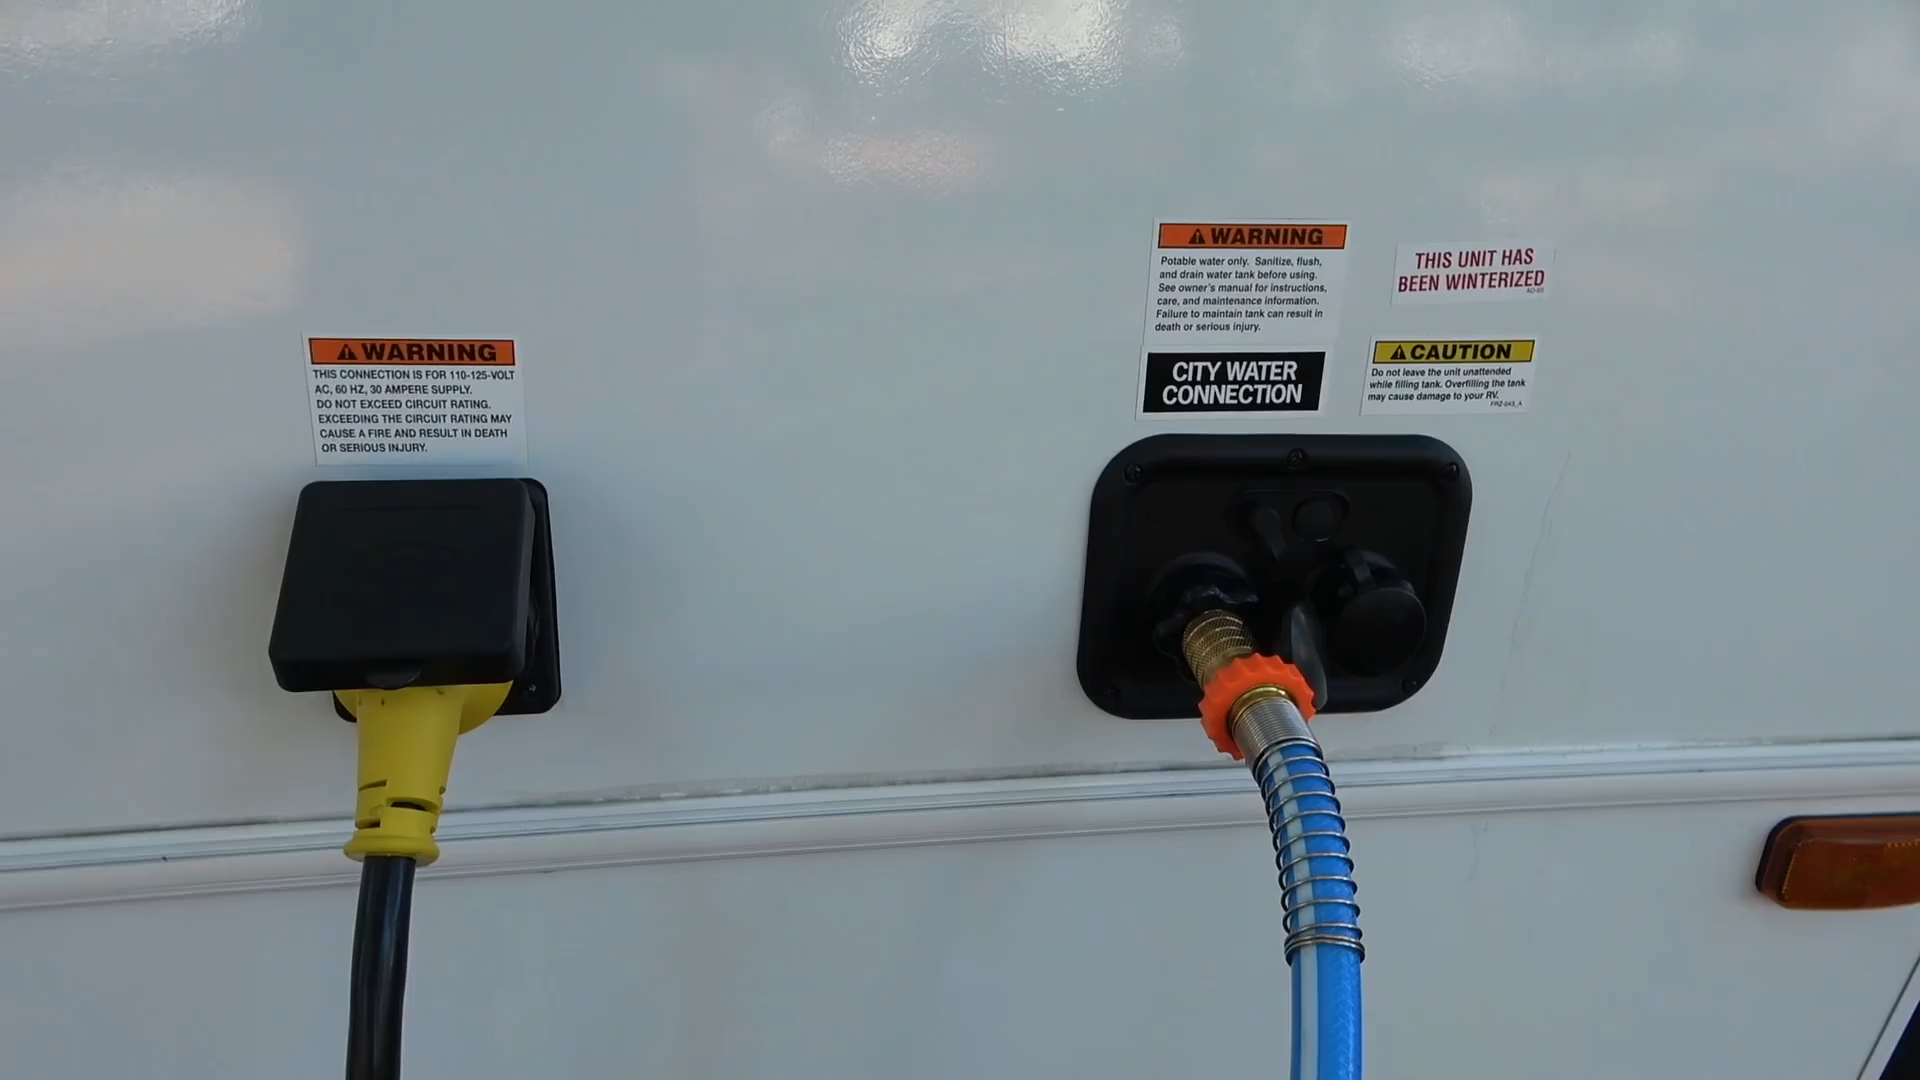 WARNING
THIS CONNECTION IS FOR 110-125-VOLT
AC, 60 HZ, 30 AMPERE SUPPLY.
DO NOT EXCEED CIRCUIT RATING.
EXCEEDING THE CIRCUIT RATING MAY
CAUSE A FIRE AND RESULT IN DEATH
OR SERIOUS INJURY.
WARNING
Potable water only. Sanitize, flush,
and drain water tank before using.
See owner's manual for instructions,
care, and maintenance information.
Failure to maintain tank can result in
death or serious injury.
CITY WATER
CONNECTION
THIS UNIT HAS
BEEN WINTERIZED
CAUTION
Do not leave the unit unattended
while filling tank. Overfilling the tank
may cause damage to your RV.